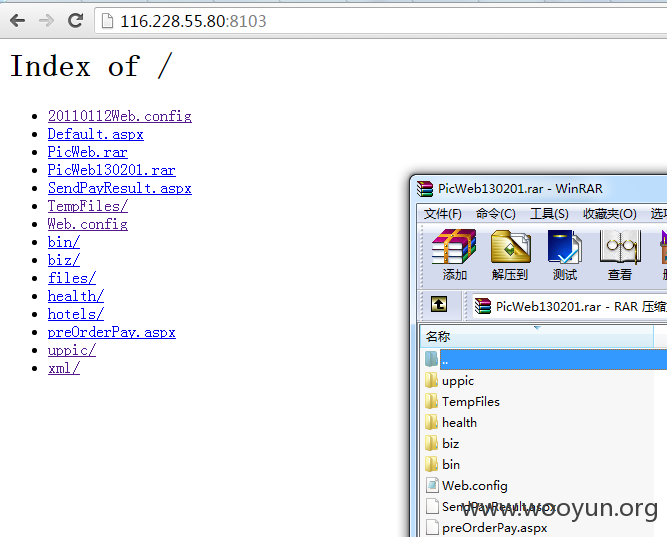 116.228.55.80:8103
Index of /
20110112Web.config
Default.aspx
PicWeb.rar
PicWeb130201.rar
SendPayResult.aspx
TempFiles/
Web.config
bin/
biz/
files/
health/
hotels/
preOrderPay.aspx
uppic/
xml/
PicWeb130201.rar - WinRAR
文件(F) 命令(C) 工具(S) 收藏夹(O)
添加 解压到 测试 查看
PicWeb130201.rar - RAR 压缩
名称
..
uppic
TempFiles
health
biz
bin
Web.config
SendPayResult.aspx
preOrderPay.aspx
www.wooyun.org